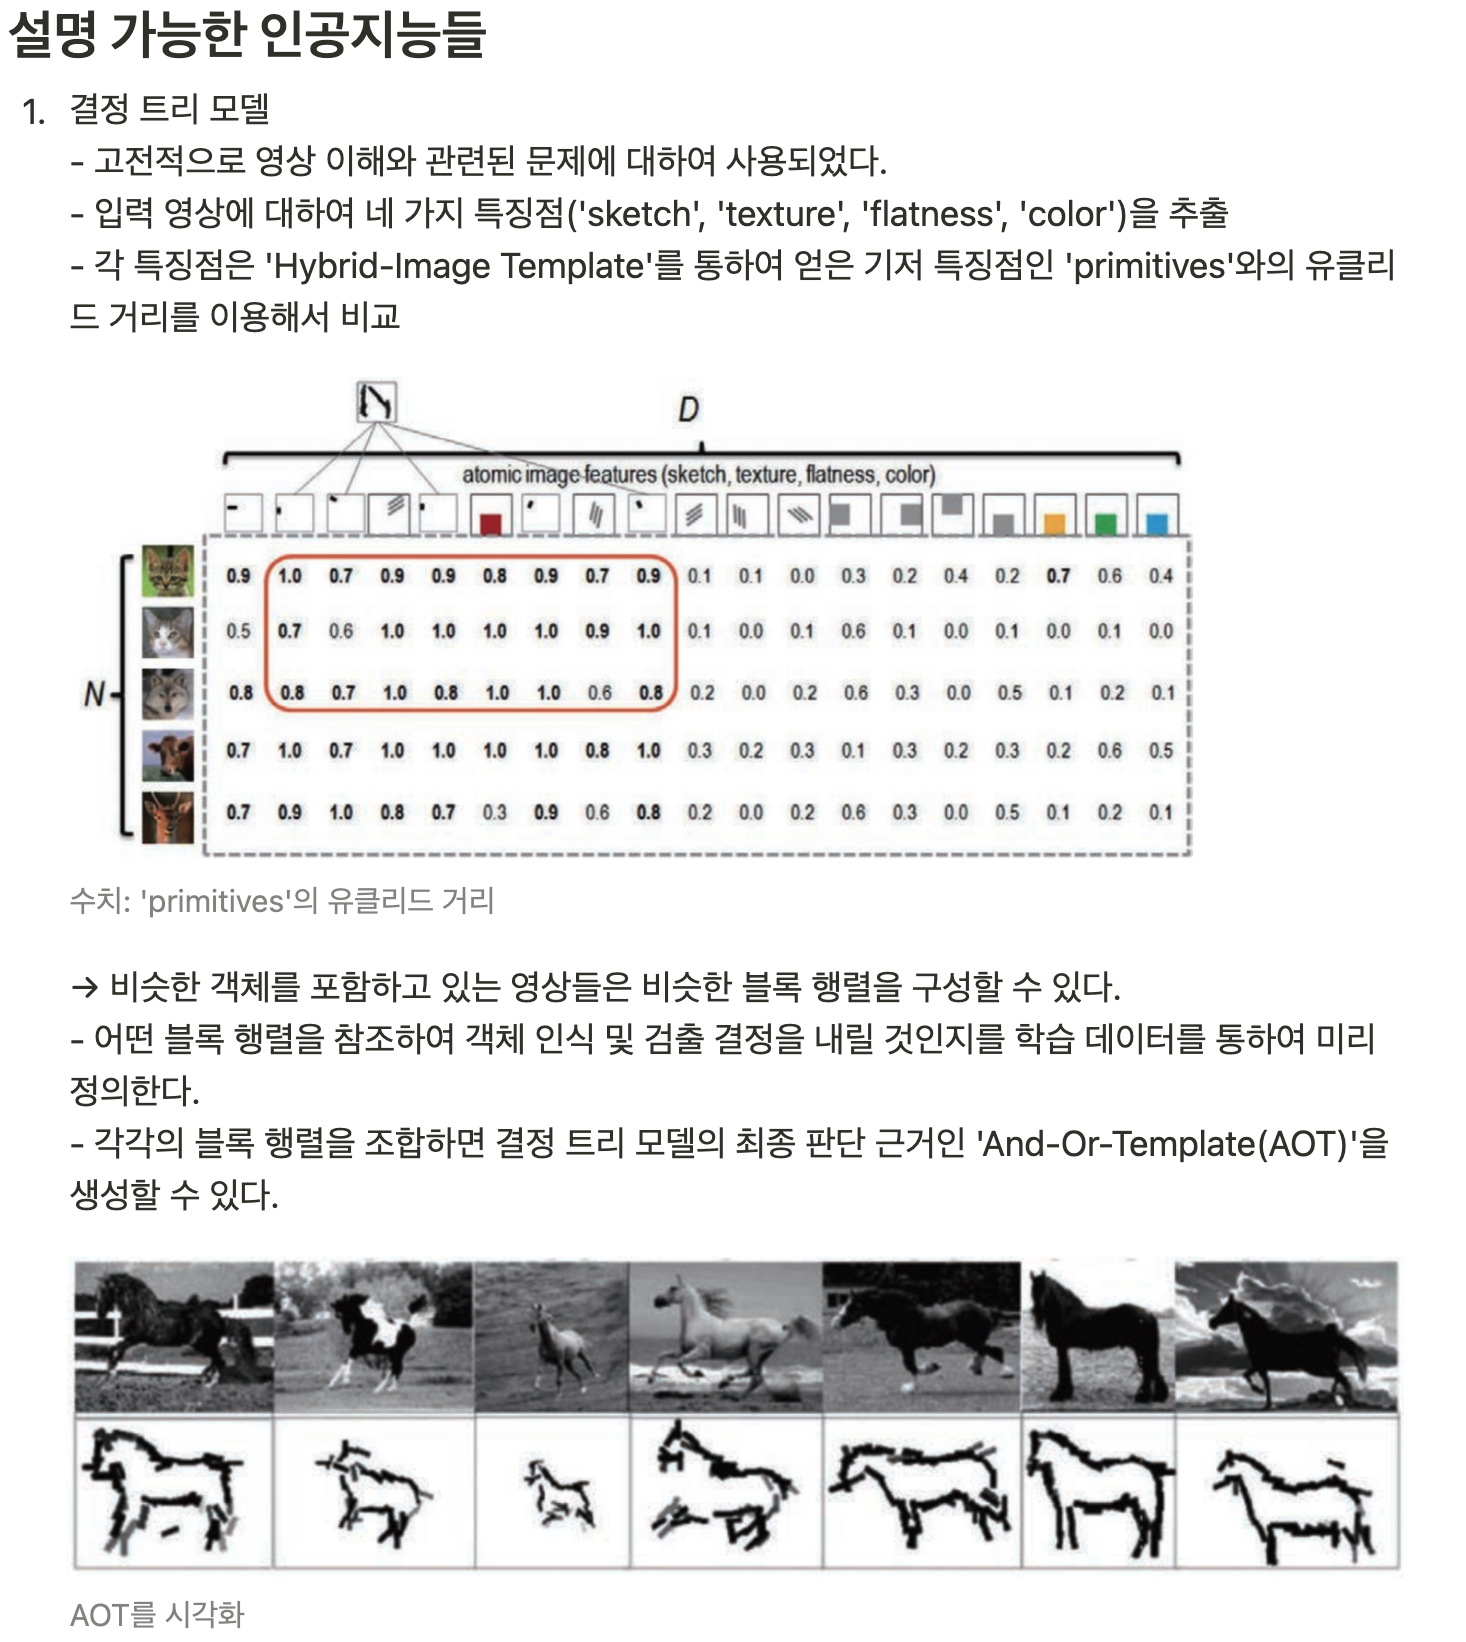 설명 가능한 인공지능들
1. 결정 트리 모델
- 고전적으로 영상 이해와 관련된 문제에 대하여 사용되었다.
- 입력 영상에 대하여 네 가지 특징점('sketch', 'texture', 'flatness', 'color')을 추출
- 각 특징점은 'Hybrid-Image Template'를 통하여 얻은 기저 특징점인 'primitives'와의 유클리
드 거리를 이용해서 비교
D
atomic image features (sketch, texture, flatness, color)
0.9 1.0 0.7 0.9 0.9 0.8 0.9 0.7 0.9 0.1 0.1 0.0 0.3 0.2 0.4 0.2 0.7 0.6 0.4
0.5 0.7 0.6 1.0 1.0 1.0 1.0 0.9 1.0 0.1 0.0 0.1 0.6 0.1 0.0 0.1 0.0 0.1 0.0
N
0.8 0.8 0.7 1.0 0.8 1.0 1.0 0.6 0.8 0.2 0.0 0.2 0.6 0.3 0.0 0.5 0.1 0.2 0.1
0.7 1.0 0.7 1.0 1.0 1.0 1.0 0.8 1.0 0.3 0.2 0.3 0.1 0.3 0.2 0.3 0.2 0.6 0.5
0.7 0.9 1.0 0.8 0.7 0.3 0.9 0.6 0.8 0.2 0.0 0.2 0.6 0.3 0.0 0.5 0.1 0.2 0.1
수치: 'primitives'의 유클리드 거리
→ 비슷한 객체를 포함하고 있는 영상들은 비슷한 블록 행렬을 구성할 수 있다.
- 어떤 블록 행렬을 참조하여 객체 인식 및 검출 결정을 내릴 것인지를 학습 데이터를 통하여 미리
정의한다.
- 각각의 블록 행렬을 조합하면 결정 트리 모델의 최종 판단 근거인 'And-Or-Template(AOT)'을
생성할 수 있다.
AOT를 시각화